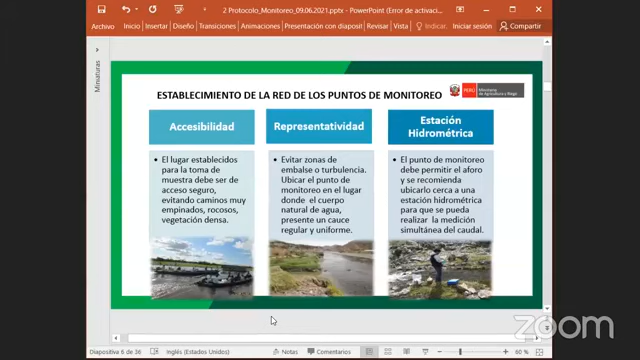 2 Protocolo_Monitoreo_09.06.2021.pptx - PowerPoint (Error de activaci...
Archivo Inicio Insertar Diseño Transiciones Animaciones Presentación con diaposit Revisar Vista Iniciar sesión Compartir
Miniaturas
ESTABLECIMIENTO DE LA RED DE LOS PUNTOS DE MONITOREO
PERÚ
Ministerio
de Agricultura y Riego
Accesibilidad
• El lugar establecidos
para la toma de
muestra debe ser de
acceso seguro,
evitando caminos muy
empinados, rocosos,
vegetación densa.
Representatividad
• Evitar zonas de
embalse o turbulencia.
Ubicar el punto de
monitoreo en el lugar
donde el cuerpo
natural de agua,
presente un cauce
regular y uniforme.
Estación
Hidrométrica
• El punto de monitoreo
debe permitir el aforo
y se recomienda
ubicarlo cerca a una
estación hidrométrica
para que se pueda
realizar la medición
simultánea del caudal.
zoom
Diapositiva 6 de 36 Inglés (Estados Unidos) Notas Comentarios 60 %